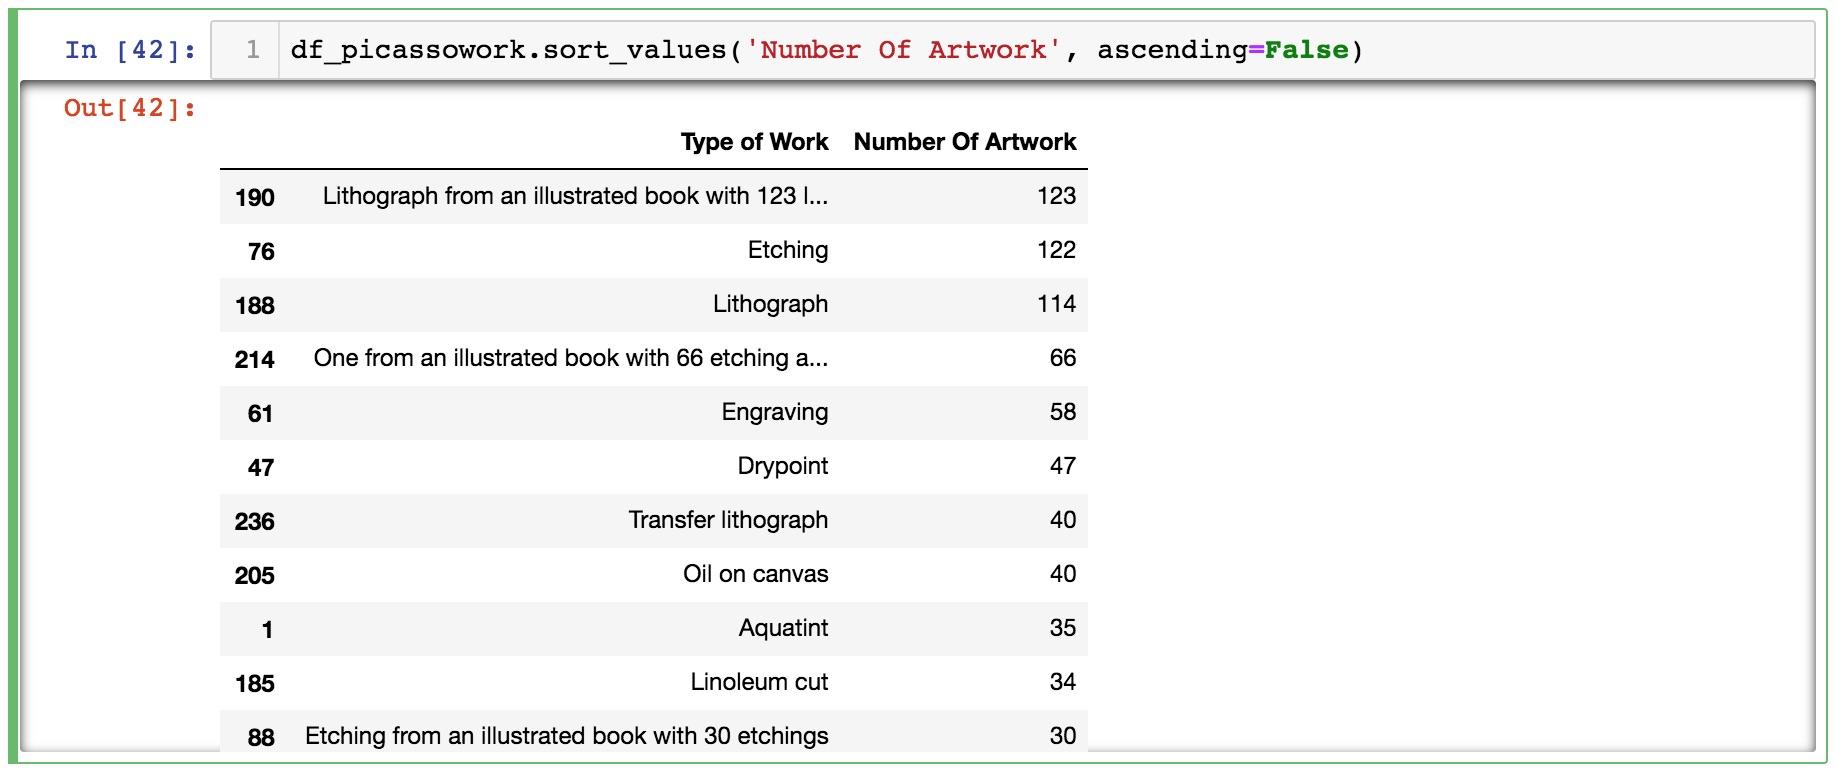 In [42]: 1 df_picassowork.sort_values('Number Of Artwork', ascending=False)
Out[42]:
Type of Work Number Of Artwork
190 Lithograph from an illustrated book with 123 l... 123
76 Etching 122
188 Lithograph 114
214 One from an illustrated book with 66 etching a... 66
61 Engraving 58
47 Drypoint 47
236 Transfer lithograph 40
205 Oil on canvas 40
1 Aquatint 35
185 Linoleum cut 34
88 Etching from an illustrated book with 30 etchings 30